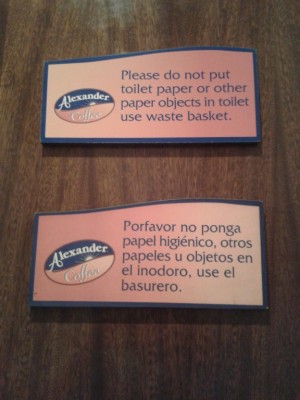 Please do not put
toilet paper or other
paper objects in toilet
use waste basket.
Alexander
Coffee
Porfavor no ponga
papel higiénico, otros
papeles u objetos en
el inodoro, use el
basurero.
Alexander
Coffee